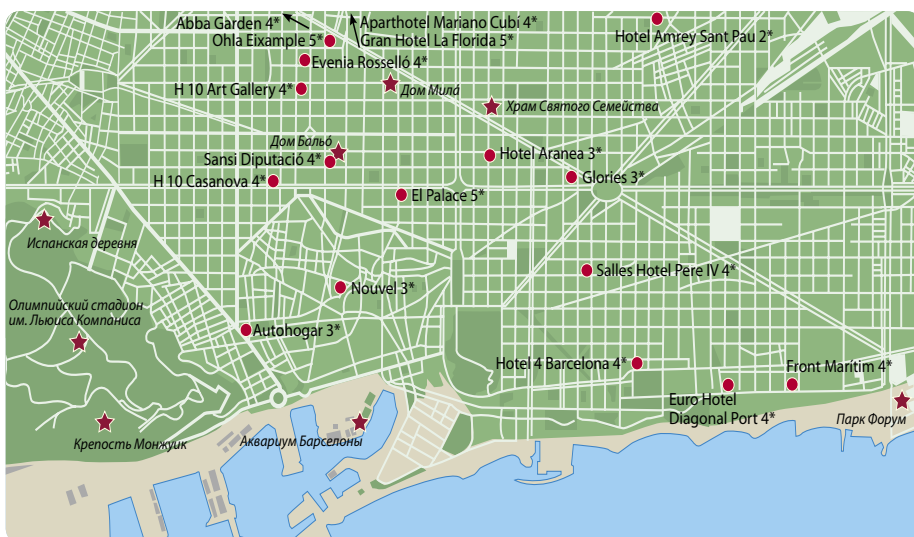 Abba Garden 4*
Aparthotel Mariano Cubí 4*
Ohla Eixample 5*
Gran Hotel La Florida 5*
Hotel Amrey Sant Pau 2*
Evenia Rosselló 4*
H 10 Art Gallery 4*
Дом Мила́
Храм Святого Семейства
Дом Бальо́
Sansi Diputació 4*
Hotel Aranea 3*
H 10 Casanova 4*
Glories 3*
El Palace 5*
Испанская деревня
Salles Hotel Pere IV 4*
Nouvel 3*
Олимпийский стадион
им. Льюиса Компаниса
Autohogar 3*
Hotel 4 Barcelona 4*
Front Marítim 4*
Euro Hotel
Diagonal Port 4*
Крепость Монжуик
Аквариум Барселоны
Парк Форум